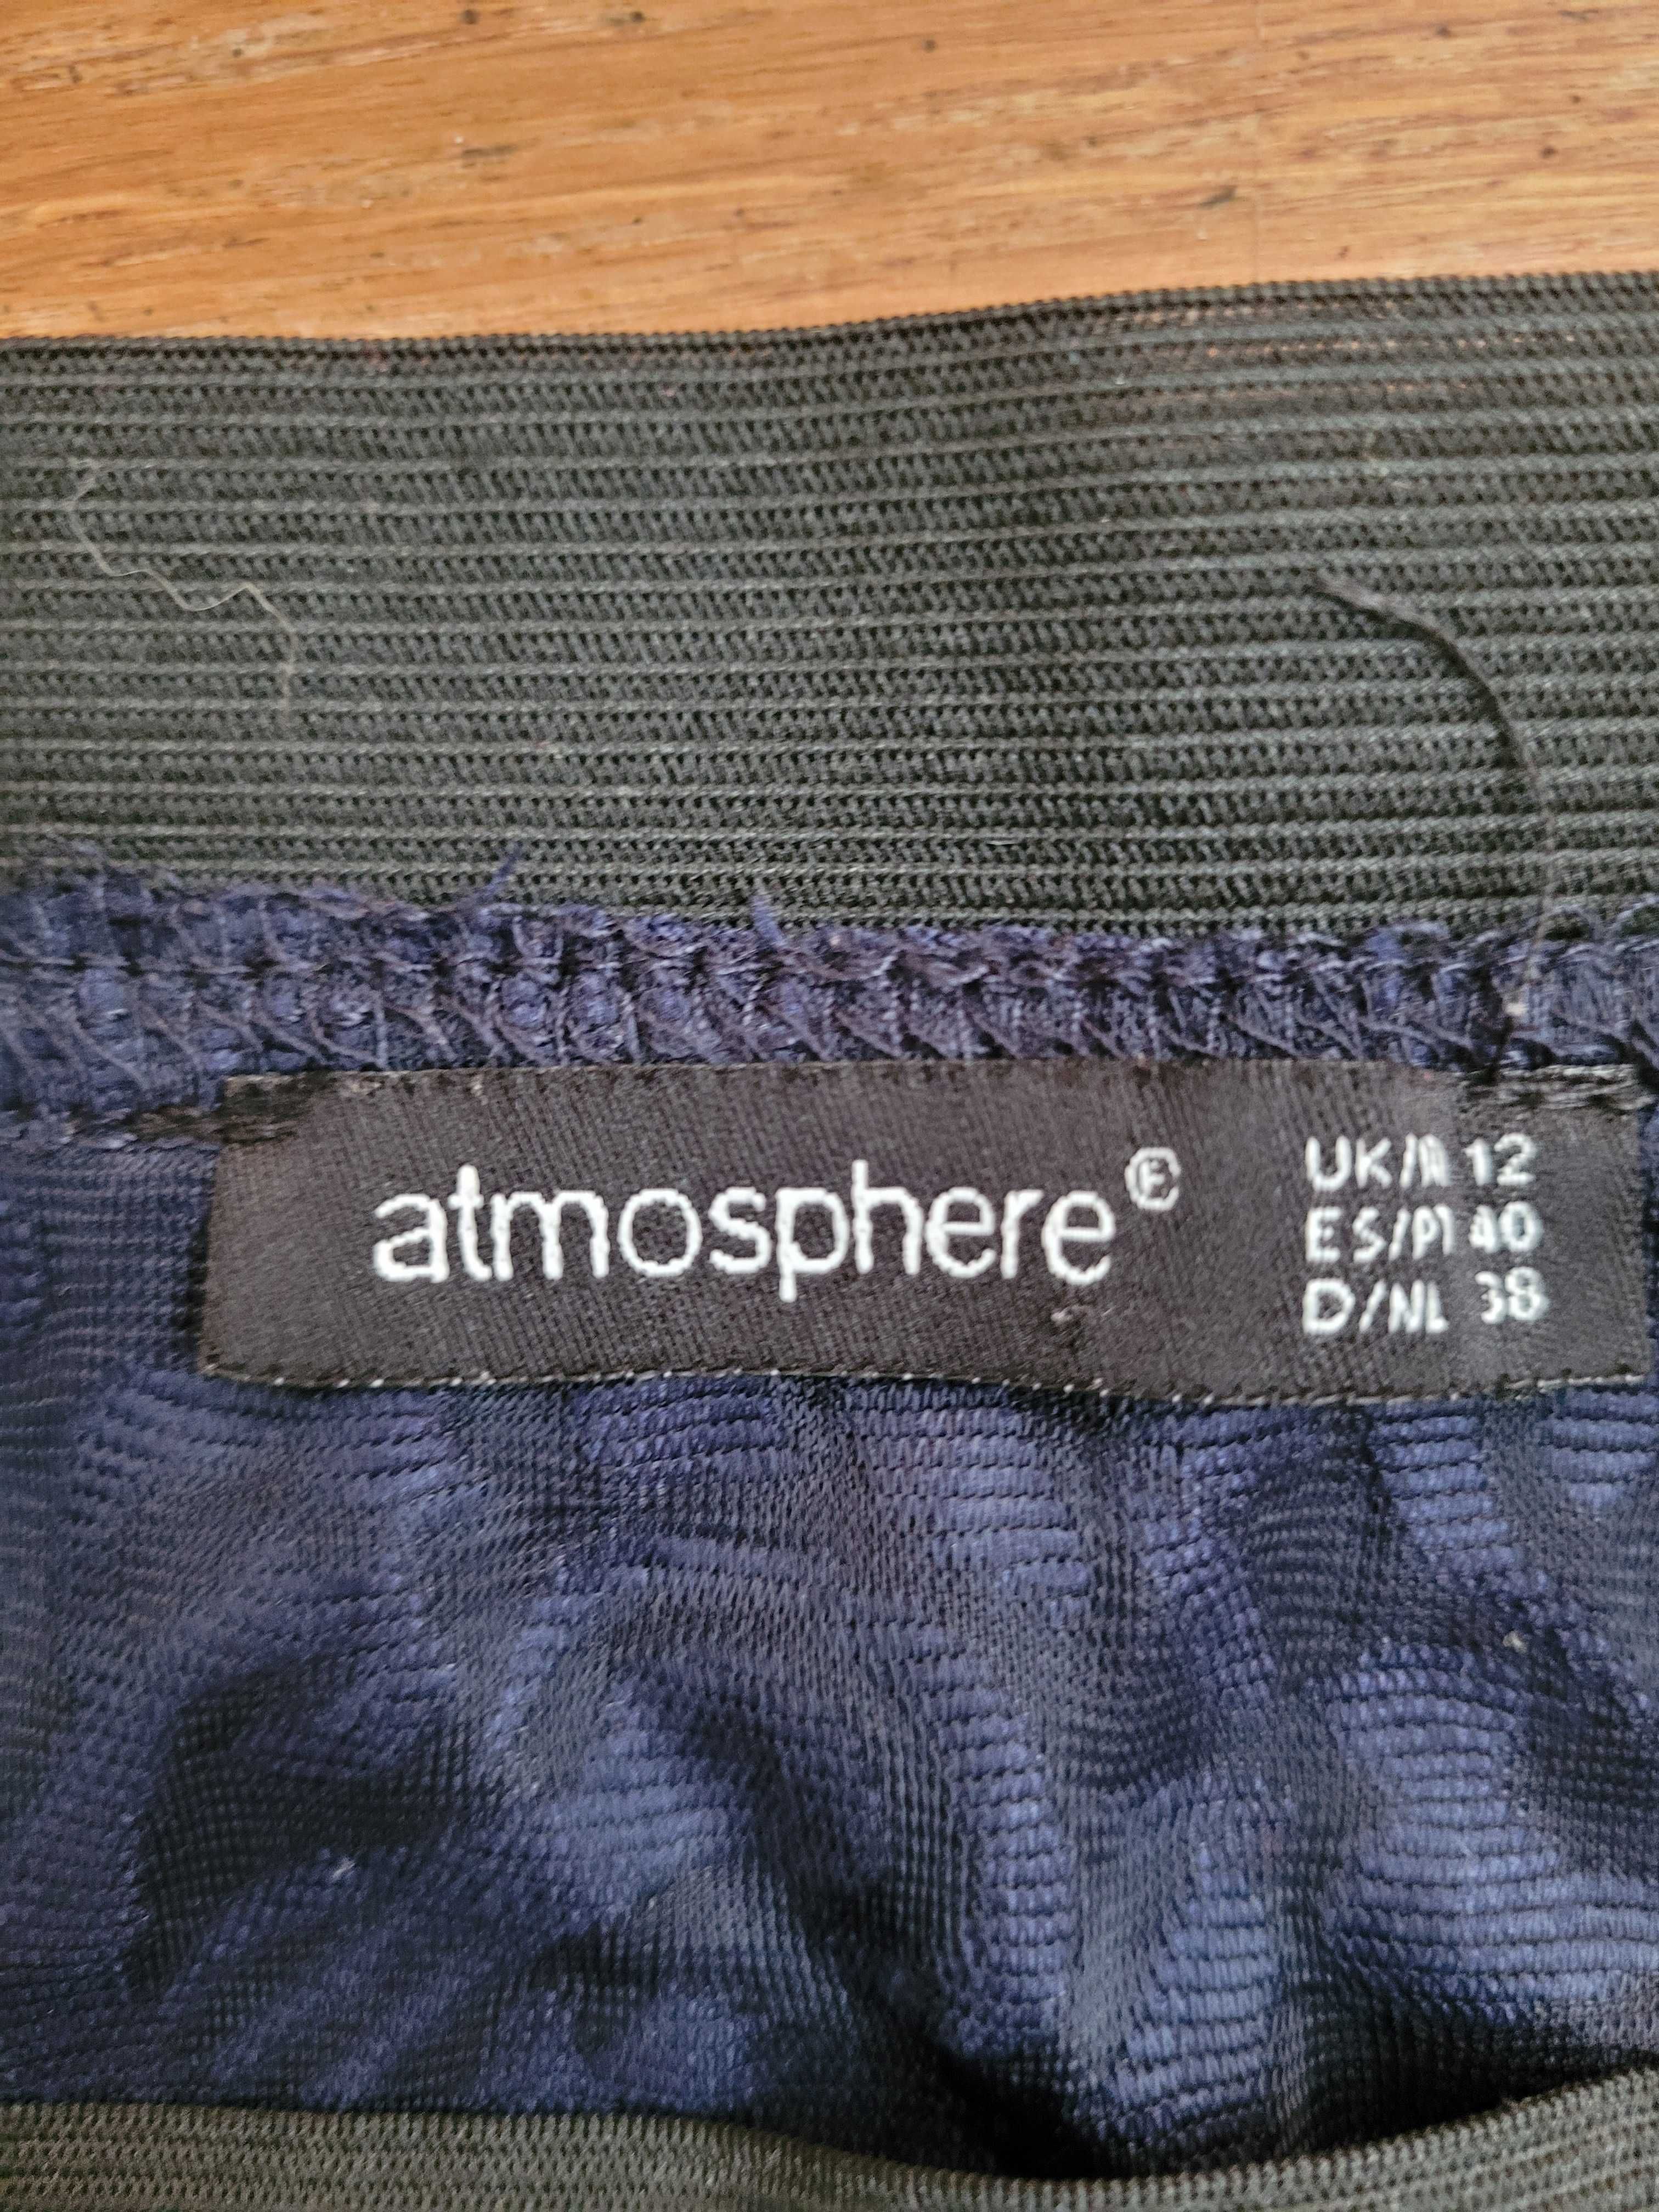 atmosphere®
UK/IR 12
ES/PT 40
D/NL 38